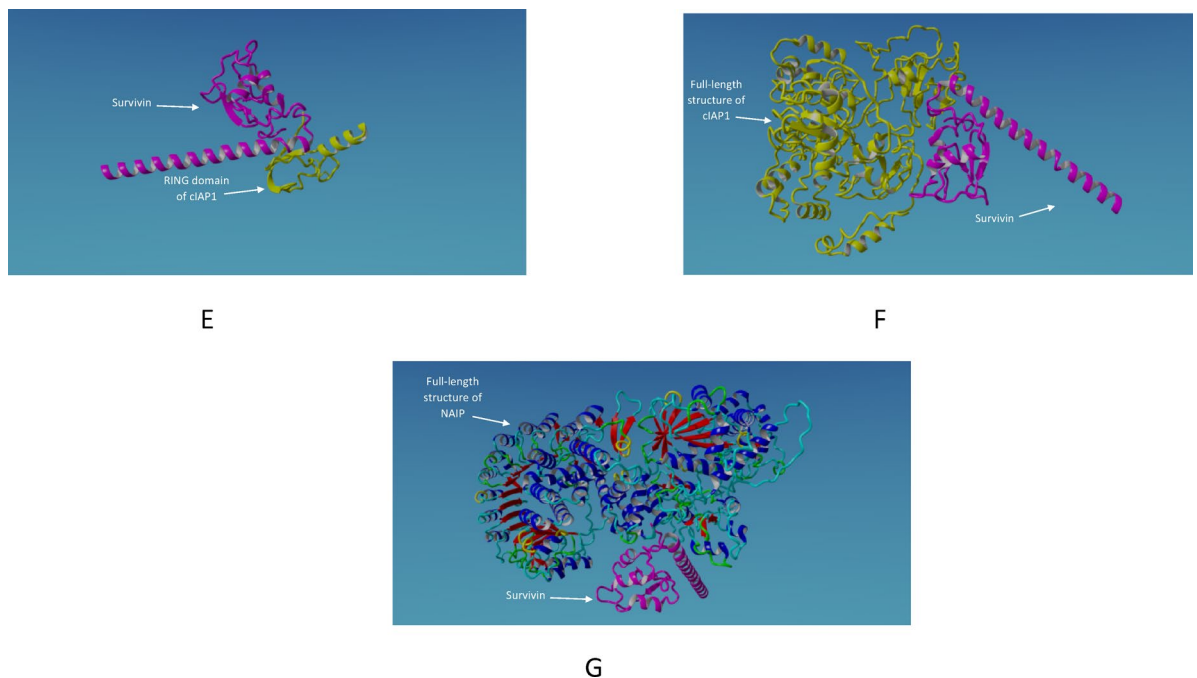 Survivin
RING domain
of cIAP1
E
Full-length
structure of
cIAP1
Survivin
F
Full-length
structure of
NAIP
Survivin
G